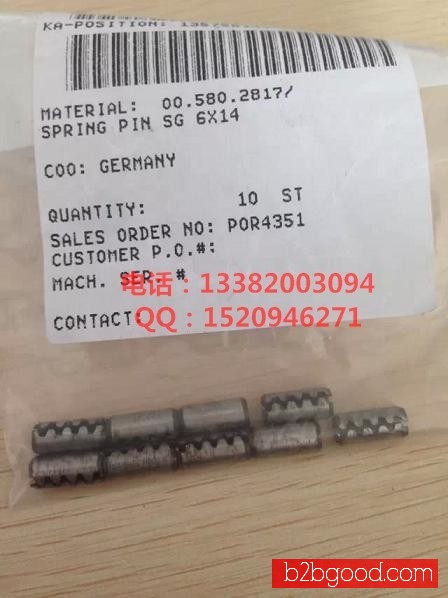 KA-POSITION:
MATERIAL: 00.580.2817/
SPRING PIN SG 6X14
COO: GERMANY
QUANTITY: 10 ST
SALES ORDER NO: POR4351
CUSTOMER P.O.#:
MACH. SER. #
电话：13382003094
CONTACT:
QQ：1520946271
b2bgood.com